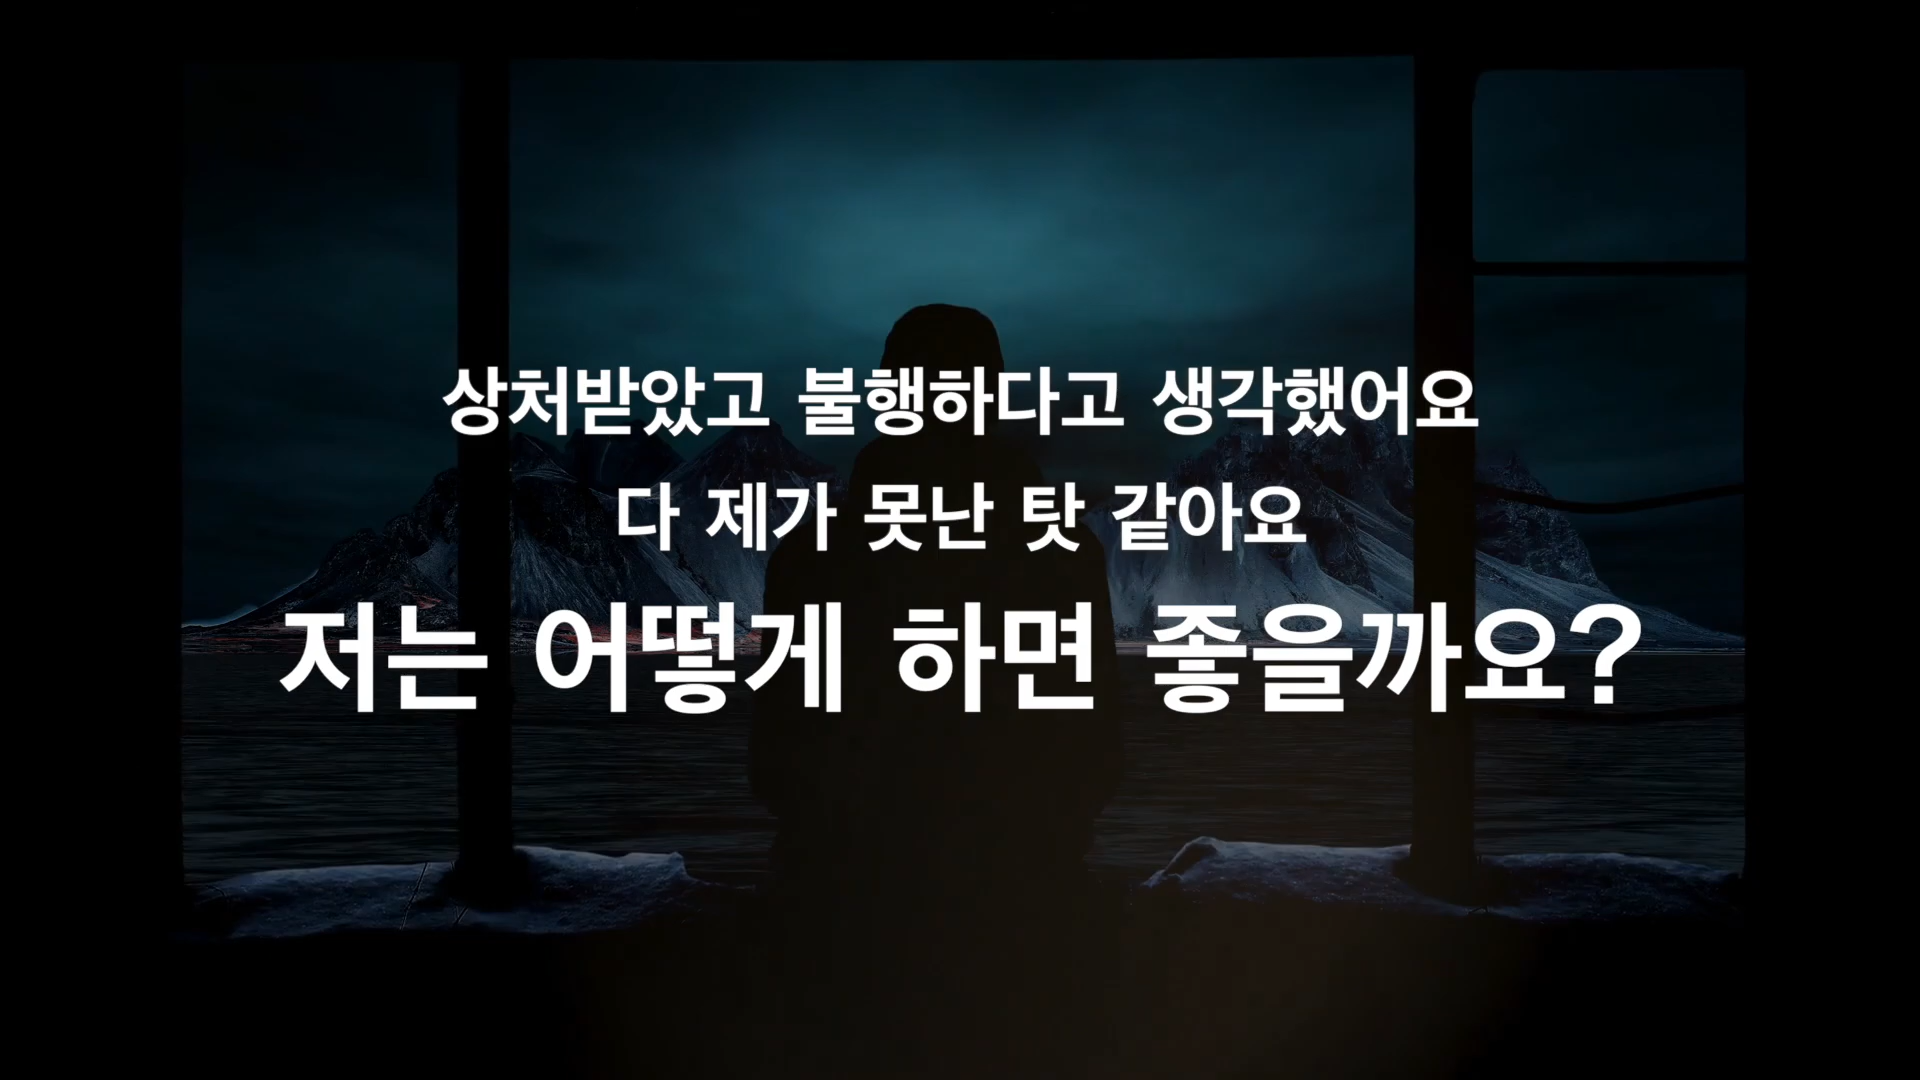 상처받았고 불행하다고 생각했어요
다 제가 못난 탓 같아요
저는 어떻게 하면 좋을까요?